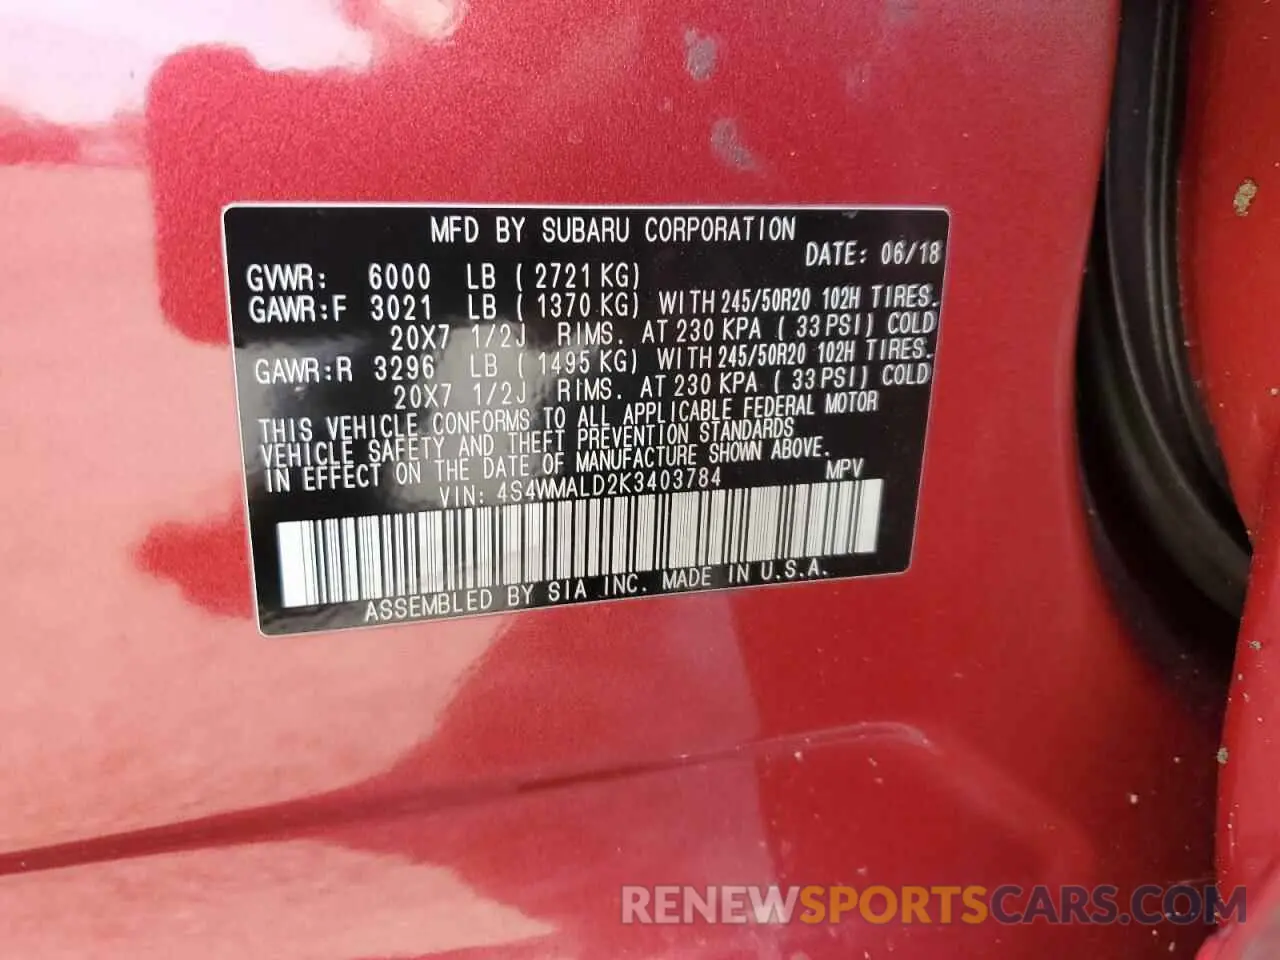 MFD BY SUBARU CORPORATION
DATE: 06/18
GVWR: 6000 LB ( 2721 KG)
GAWR:F 3021 LB ( 1370 KG) WITH 245/50R20 102H TIRES.
20X7 1/2J RIMS. AT 230 KPA ( 33 PSI) COLD
GAWR:R 3296 LB ( 1495 KG) WITH 245/50R20 102H TIRES.
20X7 1/2J RIMS. AT 230 KPA ( 33 PSI) COLD
THIS VEHICLE CONFORMS TO ALL APPLICABLE FEDERAL MOTOR
VEHICLE SAFETY AND THEFT PREVENTION STANDARDS
IN EFFECT ON THE DATE OF MANUFACTURE SHOWN ABOVE.
VIN: 4S4WMALD2K3403784 MPV
ASSEMBLED BY SIA INC. MADE IN U.S.A.
RENEWSPORTSCARS.COM